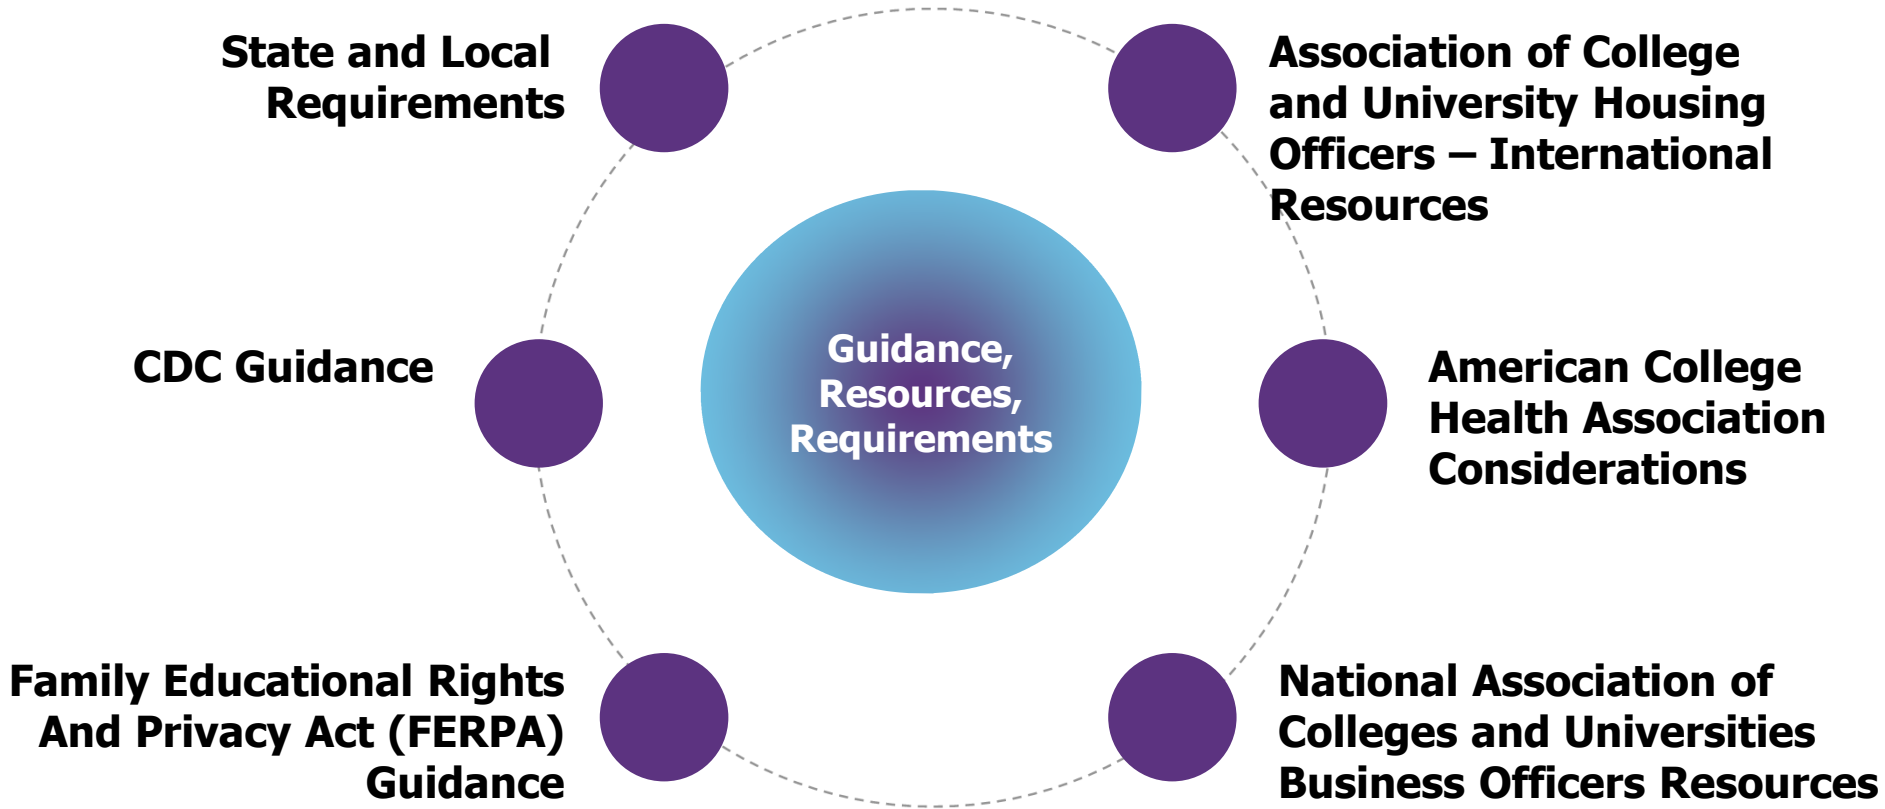 State and Local
Requirements
Association of College
and University Housing
Officers – International
Resources
CDC Guidance
Guidance,
Resources,
Requirements
American College
Health Association
Considerations
Family Educational Rights
And Privacy Act (FERPA)
Guidance
National Association of
Colleges and Universities
Business Officers Resources